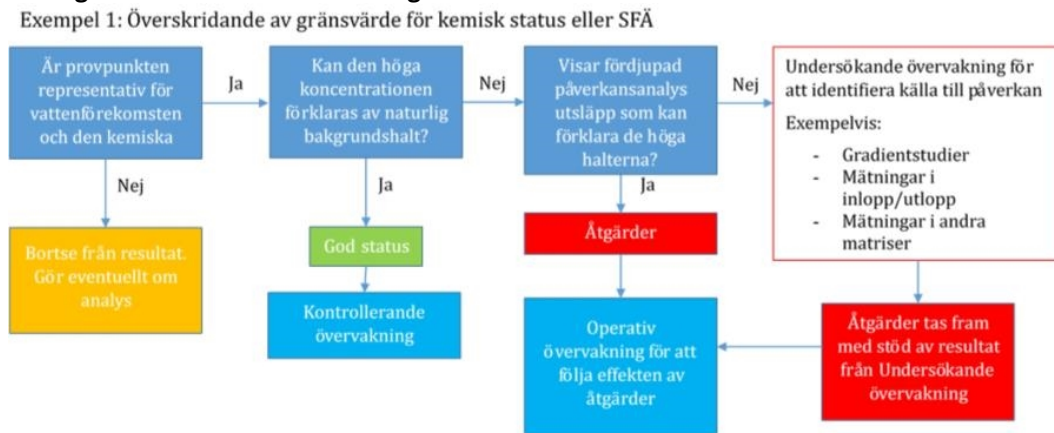 Exempel 1: Överskridande av gränsvärde för kemisk status eller SFÄ
Är provpunkten
representativ för
vattenförekomsten
och den kemiska
Ja
Kan den höga
koncentrationen
förklaras av naturlig
bakgrundshalt?
Nej
Visar fördjupad
påverkansanalys
utsläpp som kan
förklara de höga
halterna?
Nej
Undersökande övervakning för
att identifiera källa till påverkan
Exempelvis:
- Gradientstudier
- Mätningar i
inlopp/utlopp
- Mätningar i andra
matriser
Nej
Ja
Ja
Bortse från resultat.
Gör eventuellt om
analys
God status
Åtgärder
Kontrollerande
övervakning
Operativ
övervakning för att
följa effekten av
åtgärder
Åtgärder tas fram
med stöd av resultat
från Undersökande
övervakning